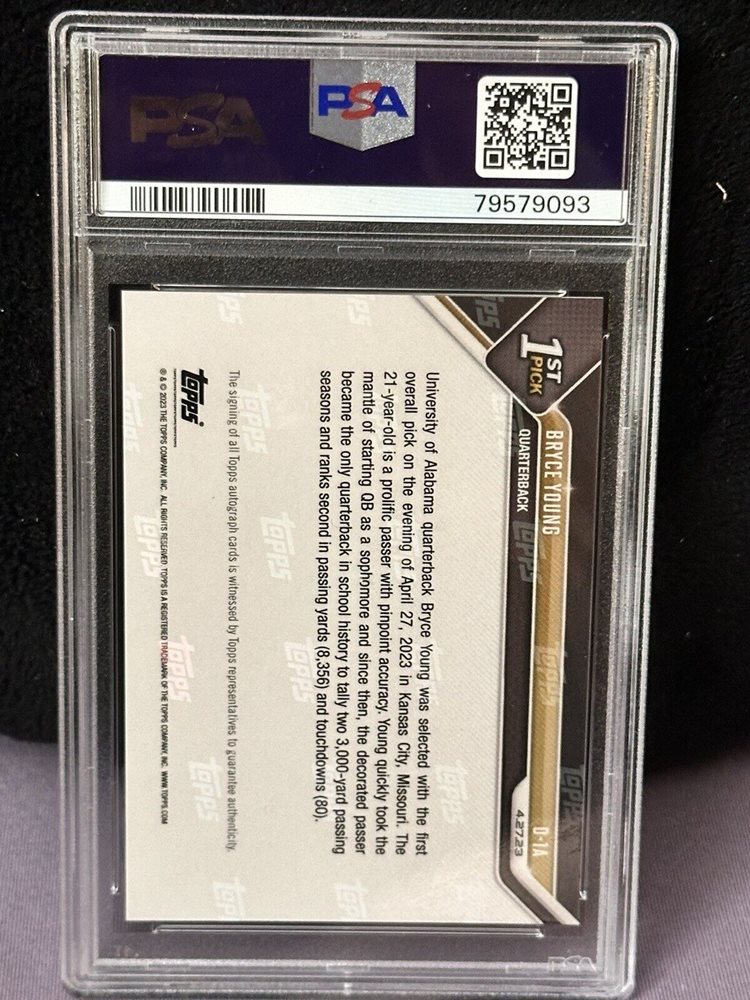 PSA
PSA
79579093
1ST
PICK
BRYCE YOUNG
QUARTERBACK
D-1A
4.27.23
University of Alabama quarterback Bryce Young was selected with the first
overall pick on the evening of April 27, 2023 in Kansas City, Missouri. The
21-year-old is a prolific passer with pinpoint accuracy. Young quickly took the
mantle of starting QB as a sophomore and since then, the decorated passer
became the only quarterback in school history to tally two 3,000-yard passing
seasons and ranks second in passing yards (8,356) and touchdowns (80).
The signing of all Topps autograph cards is witnessed by Topps representatives to guarantee authenticity.
topps
® & © 2023 THE TOPPS COMPANY, INC. ALL RIGHTS RESERVED. TOPPS IS A REGISTERED TRADEMARK OF THE TOPPS COMPANY, INC. WWW.TOPPS.COM
PSA